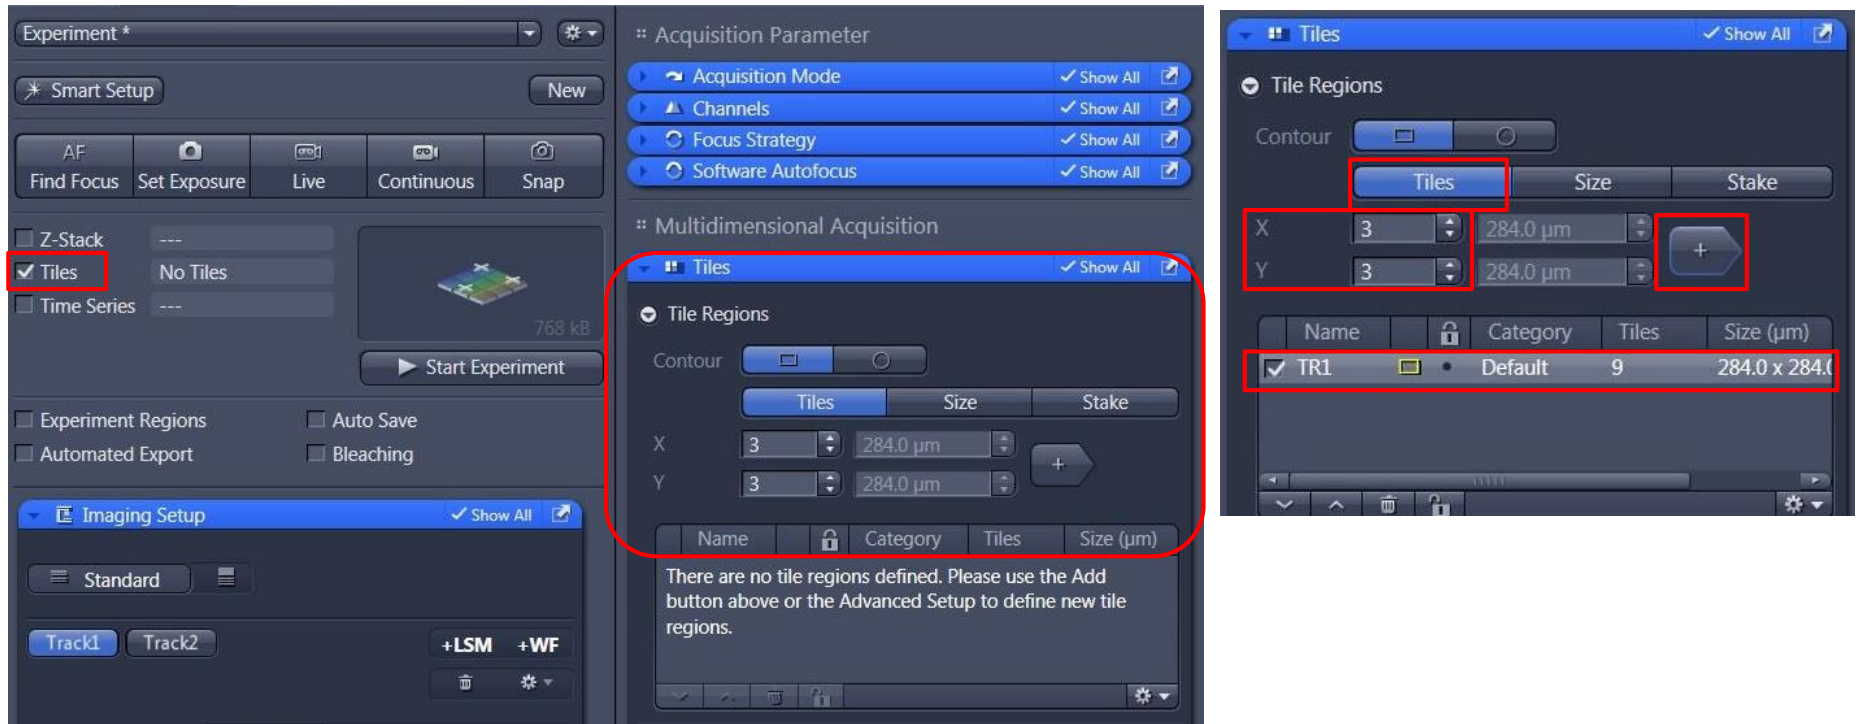 Experiment *
Smart Setup
New
AF
Find Focus
Set Exposure
Live
Continuous
Snap
Z-Stack
---
Tiles
No Tiles
Time Series
---
768 kB
Start Experiment
Experiment Regions
Auto Save
Automated Export
Bleaching
Imaging Setup
Show All
Standard
Track1
Track2
+LSM
+WF
Acquisition Parameter
Acquisition Mode
Show All
Channels
Show All
Focus Strategy
Show All
Software Autofocus
Show All
Multidimensional Acquisition
Tiles
Show All
Tile Regions
Contour
Tiles
Size
Stake
X
3
284.0 µm
+
Y
3
284.0 µm
Name
Category
Tiles
Size (µm)
There are no tile regions defined. Please use the Add
button above or the Advanced Setup to define new tile
regions.
Tiles
Show All
Tile Regions
Contour
Tiles
Size
Stake
X
3
284.0 µm
+
Y
3
284.0 µm
Name
Category
Tiles
Size (µm)
TR1
Default
9
284.0 x 284.0